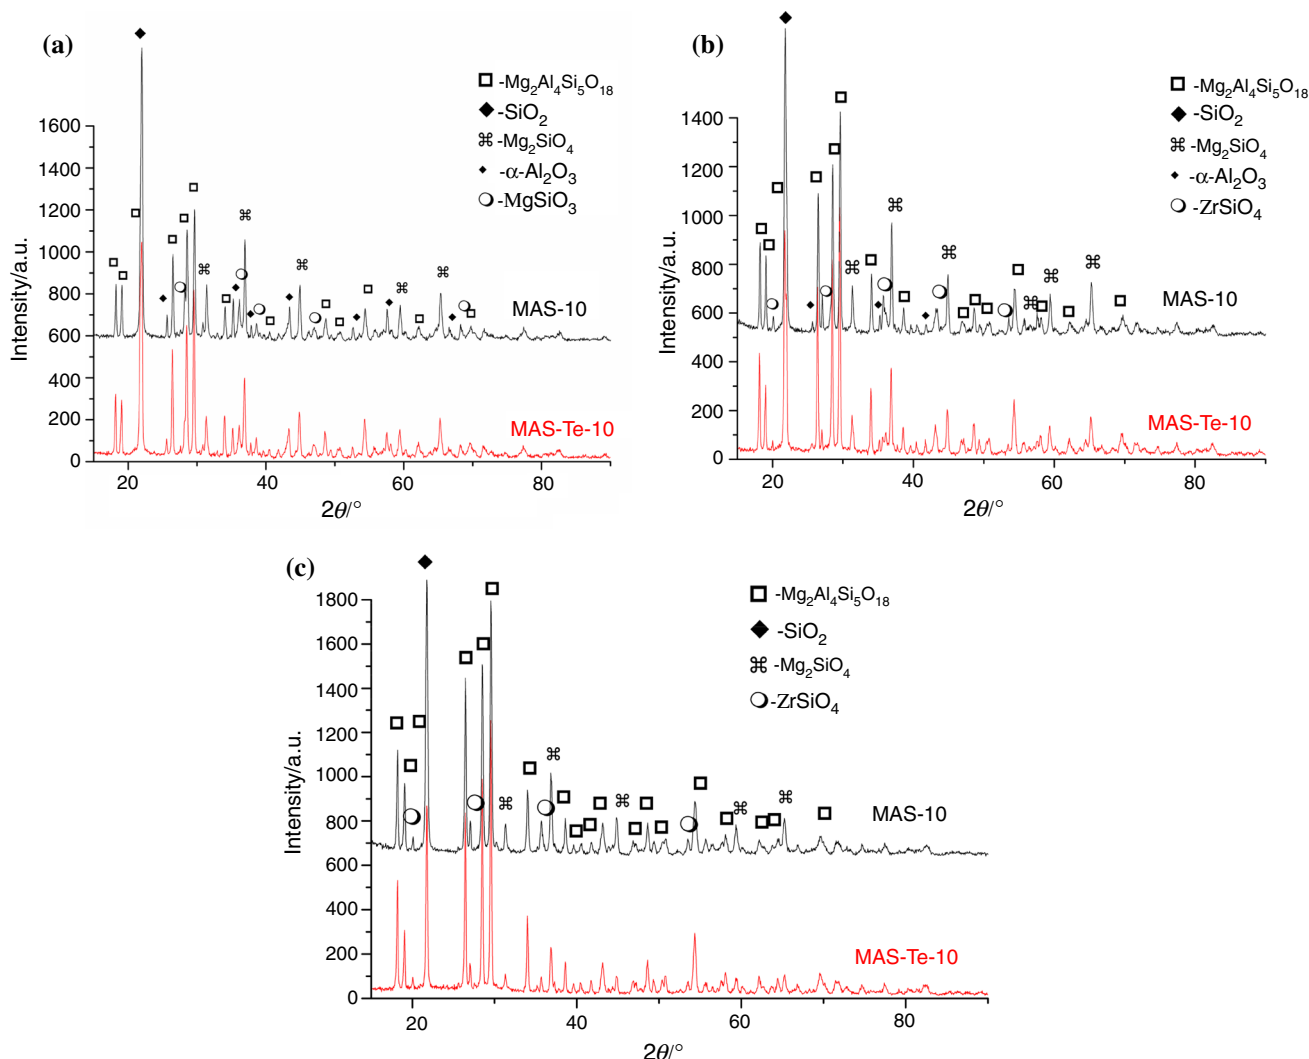 (a)
-Mg2Al4Si5O18
-SiO2
-Mg2SiO4
-α-Al2O3
-MgSiO3
1600
1400
1200
1000
800
600
400
200
0
Intensity/a.u.
MAS-10
MAS-Te-10
20 40 60 80
2θ/°
(b)
-Mg2Al4Si5O18
-SiO2
-Mg2SiO4
-α-Al2O3
-ZrSiO4
1400
1200
1000
800
600
400
200
0
Intensity/a.u.
MAS-10
MAS-Te-10
20 40 60 80
2θ/°
(c)
-Mg2Al4Si5O18
-SiO2
-Mg2SiO4
-ZrSiO4
1800
1600
1400
1200
1000
800
600
400
200
0
Intensity/a.u.
MAS-10
MAS-Te-10
20 40 60 80
2θ/°